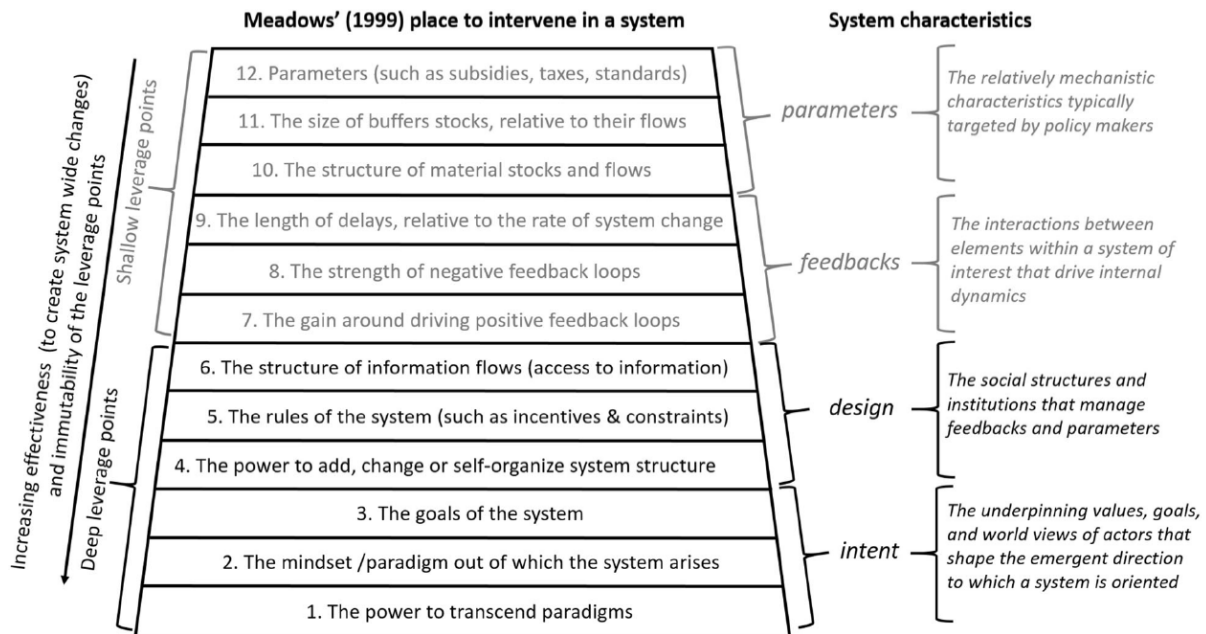 Meadows' (1999) place to intervene in a system
System characteristics
Increasing effectiveness (to create system wide changes)
and immutability of the leverage points
Shallow leverage points
Deep leverage points
12. Parameters (such as subsidies, taxes, standards)
11. The size of buffers stocks, relative to their flows
10. The structure of material stocks and flows
9. The length of delays, relative to the rate of system change
8. The strength of negative feedback loops
7. The gain around driving positive feedback loops
6. The structure of information flows (access to information)
5. The rules of the system (such as incentives & constraints)
4. The power to add, change or self-organize system structure
3. The goals of the system
2. The mindset /paradigm out of which the system arises
1. The power to transcend paradigms
parameters
The relatively mechanistic
characteristics typically
targeted by policy makers
feedbacks
The interactions between
elements within a system of
interest that drive internal
dynamics
design
The social structures and
institutions that manage
feedbacks and parameters
intent
The underpinning values, goals,
and world views of actors that
shape the emergent direction
to which a system is oriented